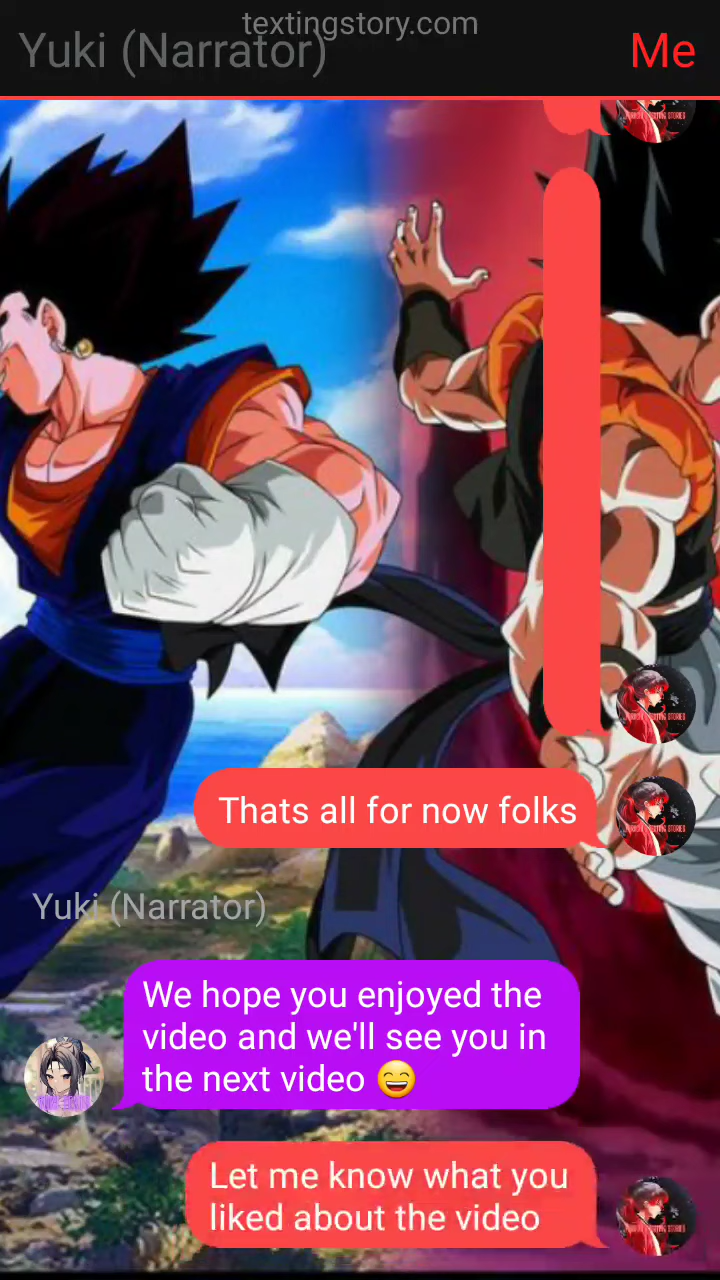 textingstory.com
Yuki (Narrator)
Me
Thats all for now folks
Yuki (Narrator)
We hope you enjoyed the
video and we'll see you in
the next video 😄
Let me know what you
liked about the video